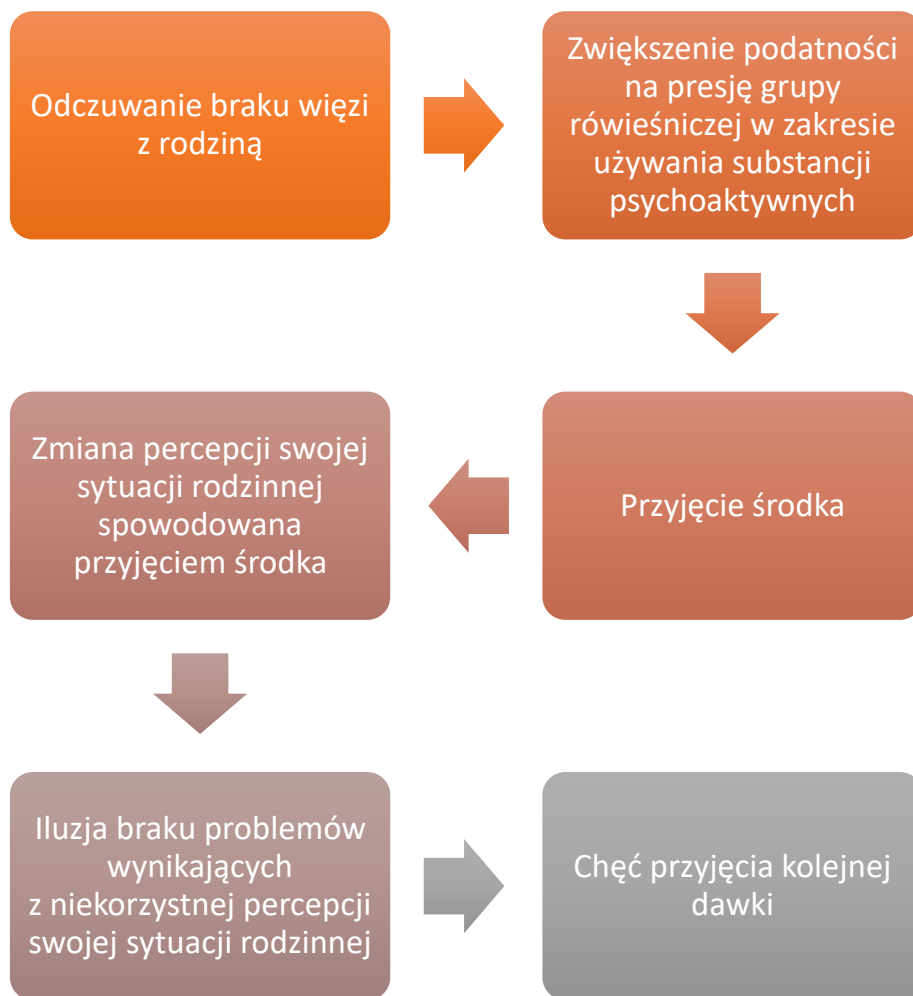 Odczuwanie braku więzi
z rodziną
Zwiększenie podatności
na presję grupy
rówieśniczej w zakresie
używania substancji
psychoaktywnych
Przyjęcie środka
Zmiana percepcji swojej
sytuacji rodzinnej
spowodowana
przyjęciem środka
Iluzja braku problemów
wynikających
z niekorzystnej percepcji
swojej sytuacji rodzinnej
Chęć przyjęcia kolejnej
dawki